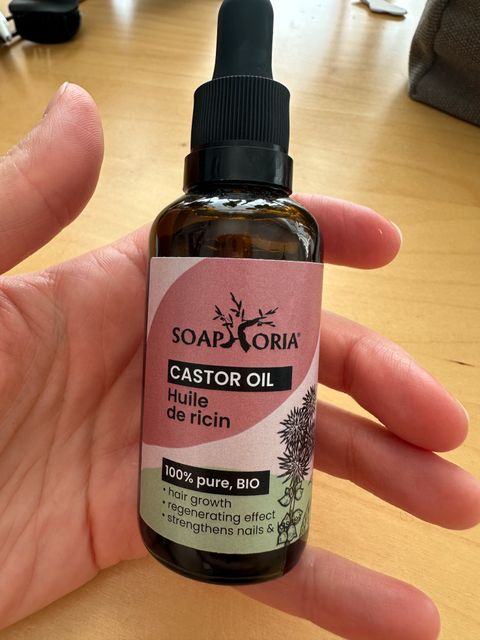 SOAPHORIA®
CASTOR OIL
Huile
de ricin
100% pure, BIO
• hair growth
• regenerating effect
• strengthens nails &